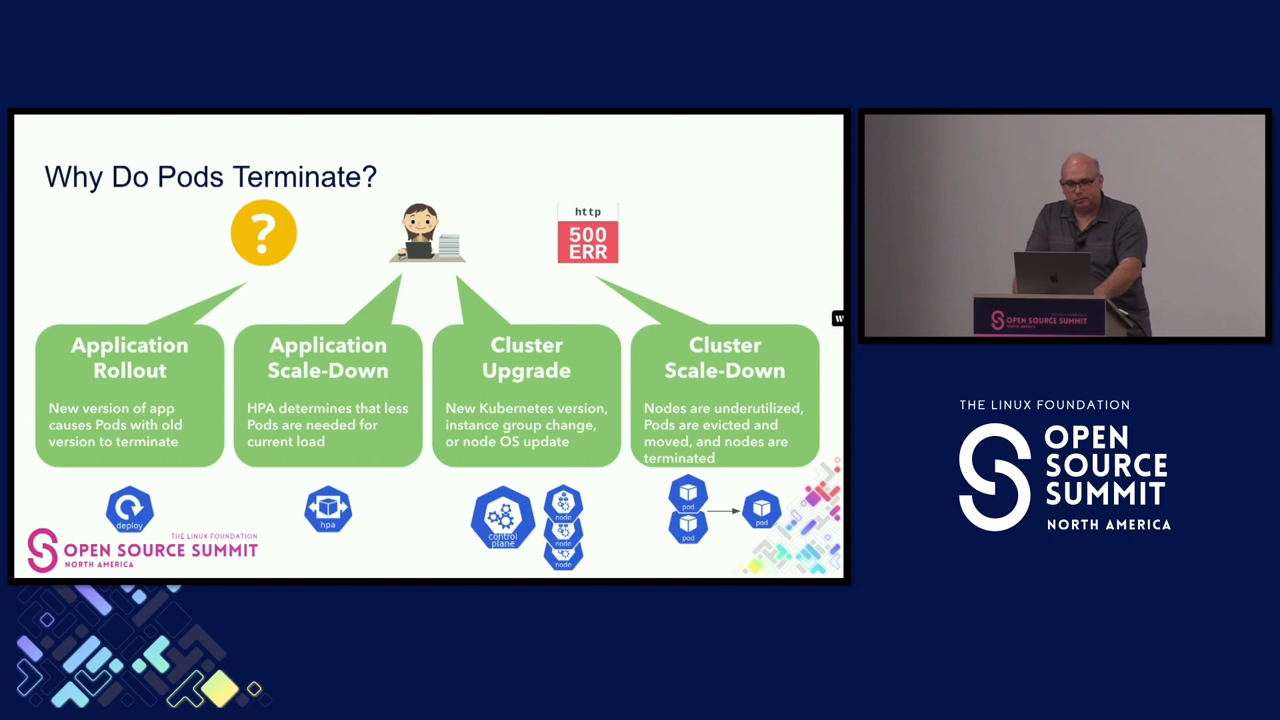 Why Do Pods Terminate?
?
http
500
ERR
Application
Rollout
New version of app
causes Pods with old
version to terminate
Application
Scale-Down
HPA determines that less
Pods are needed for
current load
Cluster
Upgrade
New Kubernetes version,
instance group change,
or node OS update
Cluster
Scale-Down
Nodes are underutilized,
Pods are evicted and
moved, and nodes are
terminated
deploy
hpa
control
plane
node
node
node
pod
pod
pod
THE LINUX FOUNDATION
OPEN SOURCE SUMMIT
NORTH AMERICA
OPEN SOURCE SUMMIT
NORTH AMERICA
THE LINUX FOUNDATION
OPEN
SOURCE
SUMMIT
NORTH AMERICA